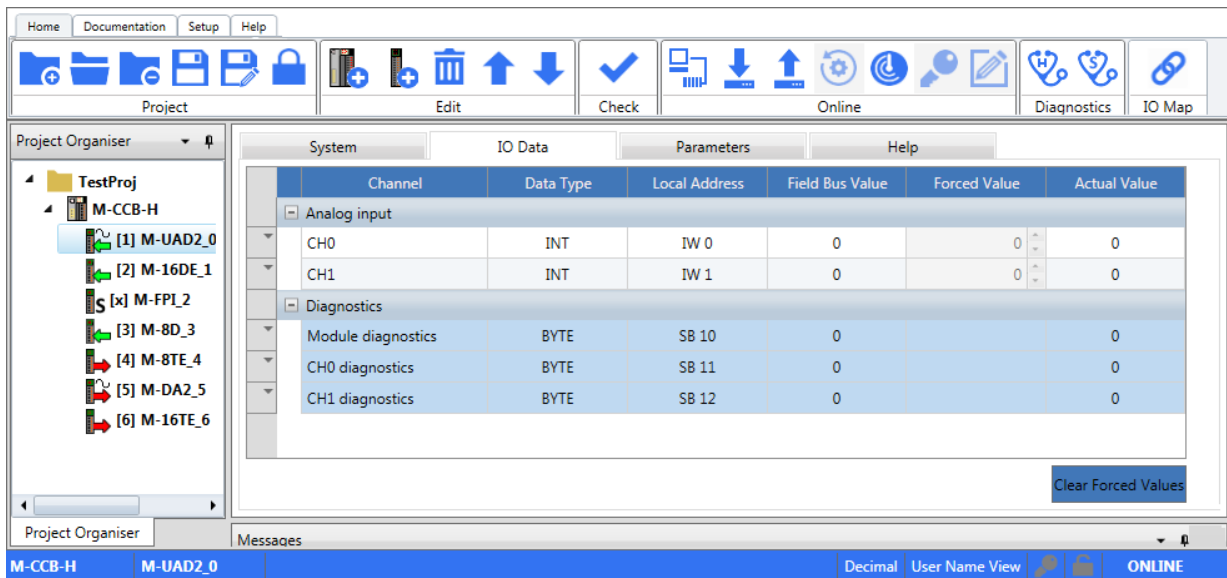 Home Documentation Setup Help
Project Edit Check Online Diagnostics IO Map
H S
Project Organiser
System IO Data Parameters Help
TestProj
M-CCB-H
[1] M-UAD2_0
[2] M-16DE_1
S [x] M-FPI_2
[3] M-8D_3
[4] M-8TE_4
[5] M-DA2_5
[6] M-16TE_6
Channel Data Type Local Address Field Bus Value Forced Value Actual Value
Analog input
CH0 INT IW 0 0 0 0
CH1 INT IW 1 0 0 0
Diagnostics
Module diagnostics BYTE SB 10 0 0
CH0 diagnostics BYTE SB 11 0 0
CH1 diagnostics BYTE SB 12 0 0
Clear Forced Values
Project Organiser
Messages
M-CCB-H M-UAD2_0 Decimal User Name View ONLINE